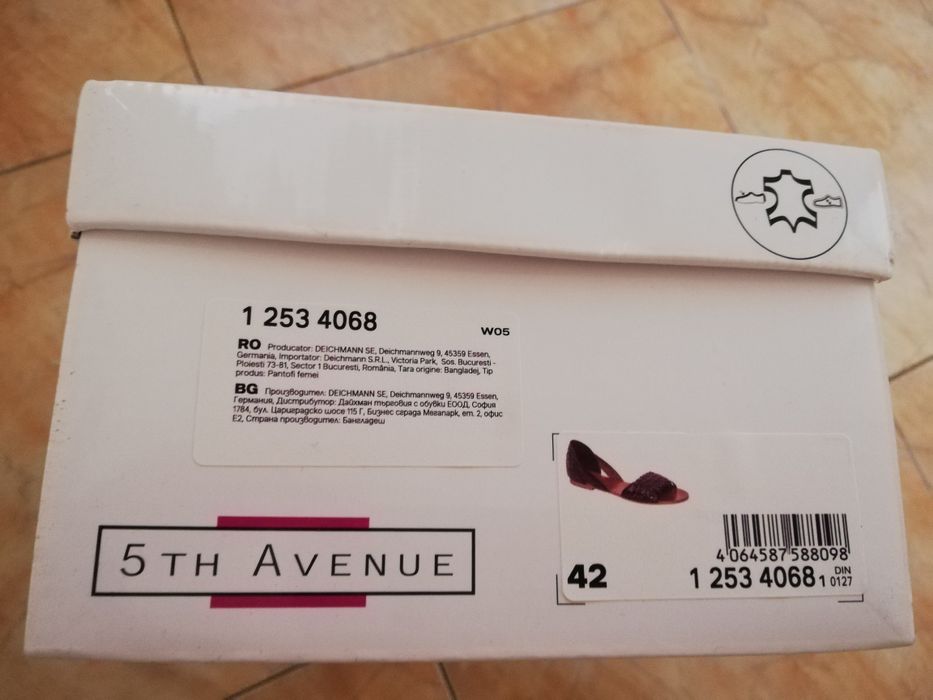 1 253 4068
W05
RO Producator: DEICHMANN SE, Deichmannweg 9, 45359 Essen,
Germania, Importator: Deichmann S.R.L., Victoria Park, Sos. Bucuresti -
Ploiesti 73-81, Sector 1 Bucuresti, România, Tara origine: Bangladej, Tip
produs: Pantofi femei
BG Производител: DEICHMANN SE, Deichmannweg 9, 45359 Essen,
Германия, Дистрибутор: Дайхман търговия с обувки ЕООД, София
1784, бул. Цариградско шосе 115 Г, Бизнес сграда Мегапарк, ет. 2, офис
Е2, Страна производител: Бангладеш
5TH AVENUE
4 064587 588098
42
1 253 4068 1
DIN
0127